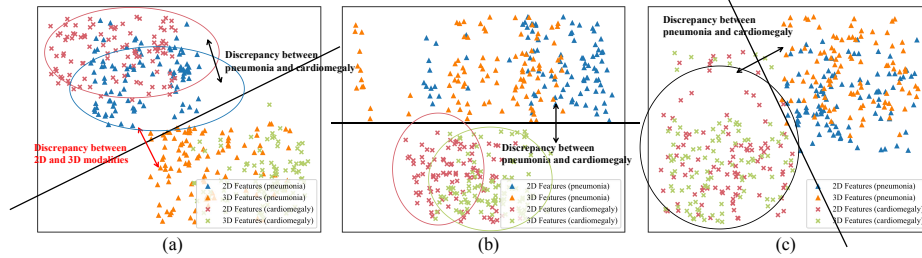 Discrepancy between
pneumonia and cardiomegaly
Discrepancy between
2D and 3D modalities
2D Features (pneumonia)
3D Features (pneumonia)
2D Features (cardiomegaly)
3D Features (cardiomegaly)
(a)
Discrepancy between
pneumonia and cardiomegaly
2D Features (pneumonia)
3D Features (pneumonia)
2D Features (cardiomegaly)
3D Features (cardiomegaly)
(b)
Discrepancy between
pneumonia and cardiomegaly
2D Features (pneumonia)
3D Features (pneumonia)
2D Features (cardiomegaly)
3D Features (cardiomegaly)
(c)